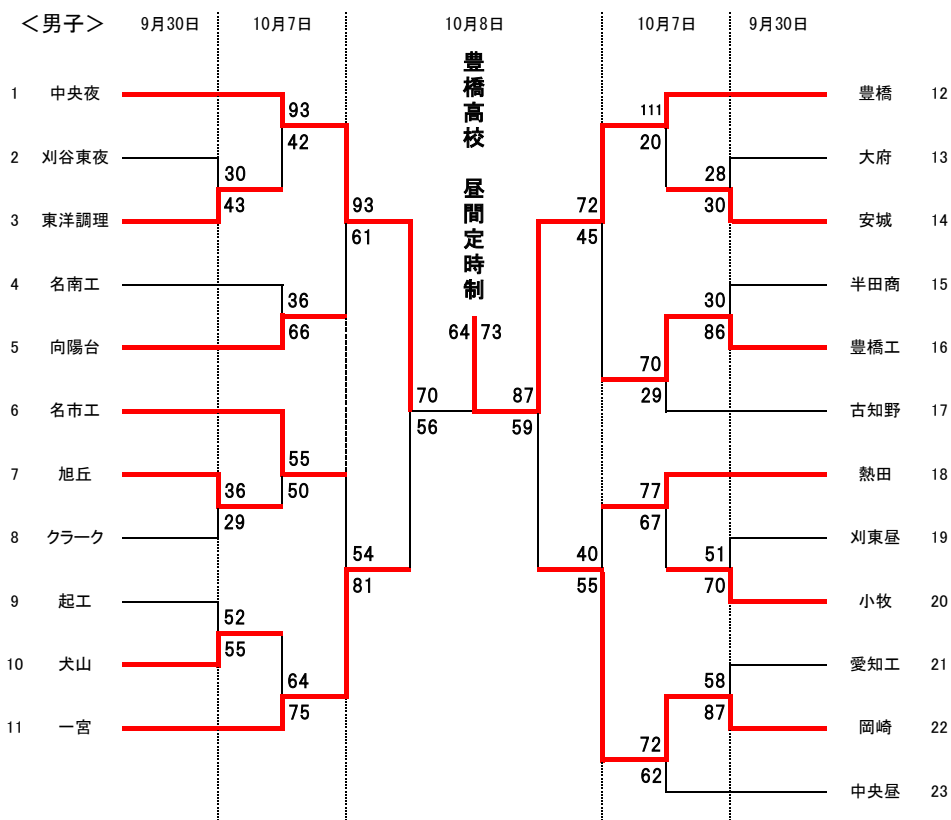 ＜男子＞ 9月30日 10月7日 10月8日 10月7日 9月30日
豊橋高校 昼間定時制
1 中央夜
2 刈谷東夜
3 東洋調理
4 名南工
5 向陽台
6 名市工
7 旭丘
8 クラーク
9 起工
10 犬山
11 一宮
30
43
36
29
52
55
93
42
36
66
55
50
64
75
93
61
54
81
70
56
64 73
87
59
72
45
40
55
111
20
70
29
77
67
72
62
28
30
30
86
51
70
58
87
豊橋 12
大府 13
安城 14
半田商 15
豊橋工 16
古知野 17
熱田 18
刈東昼 19
小牧 20
愛知工 21
岡崎 22
中央昼 23